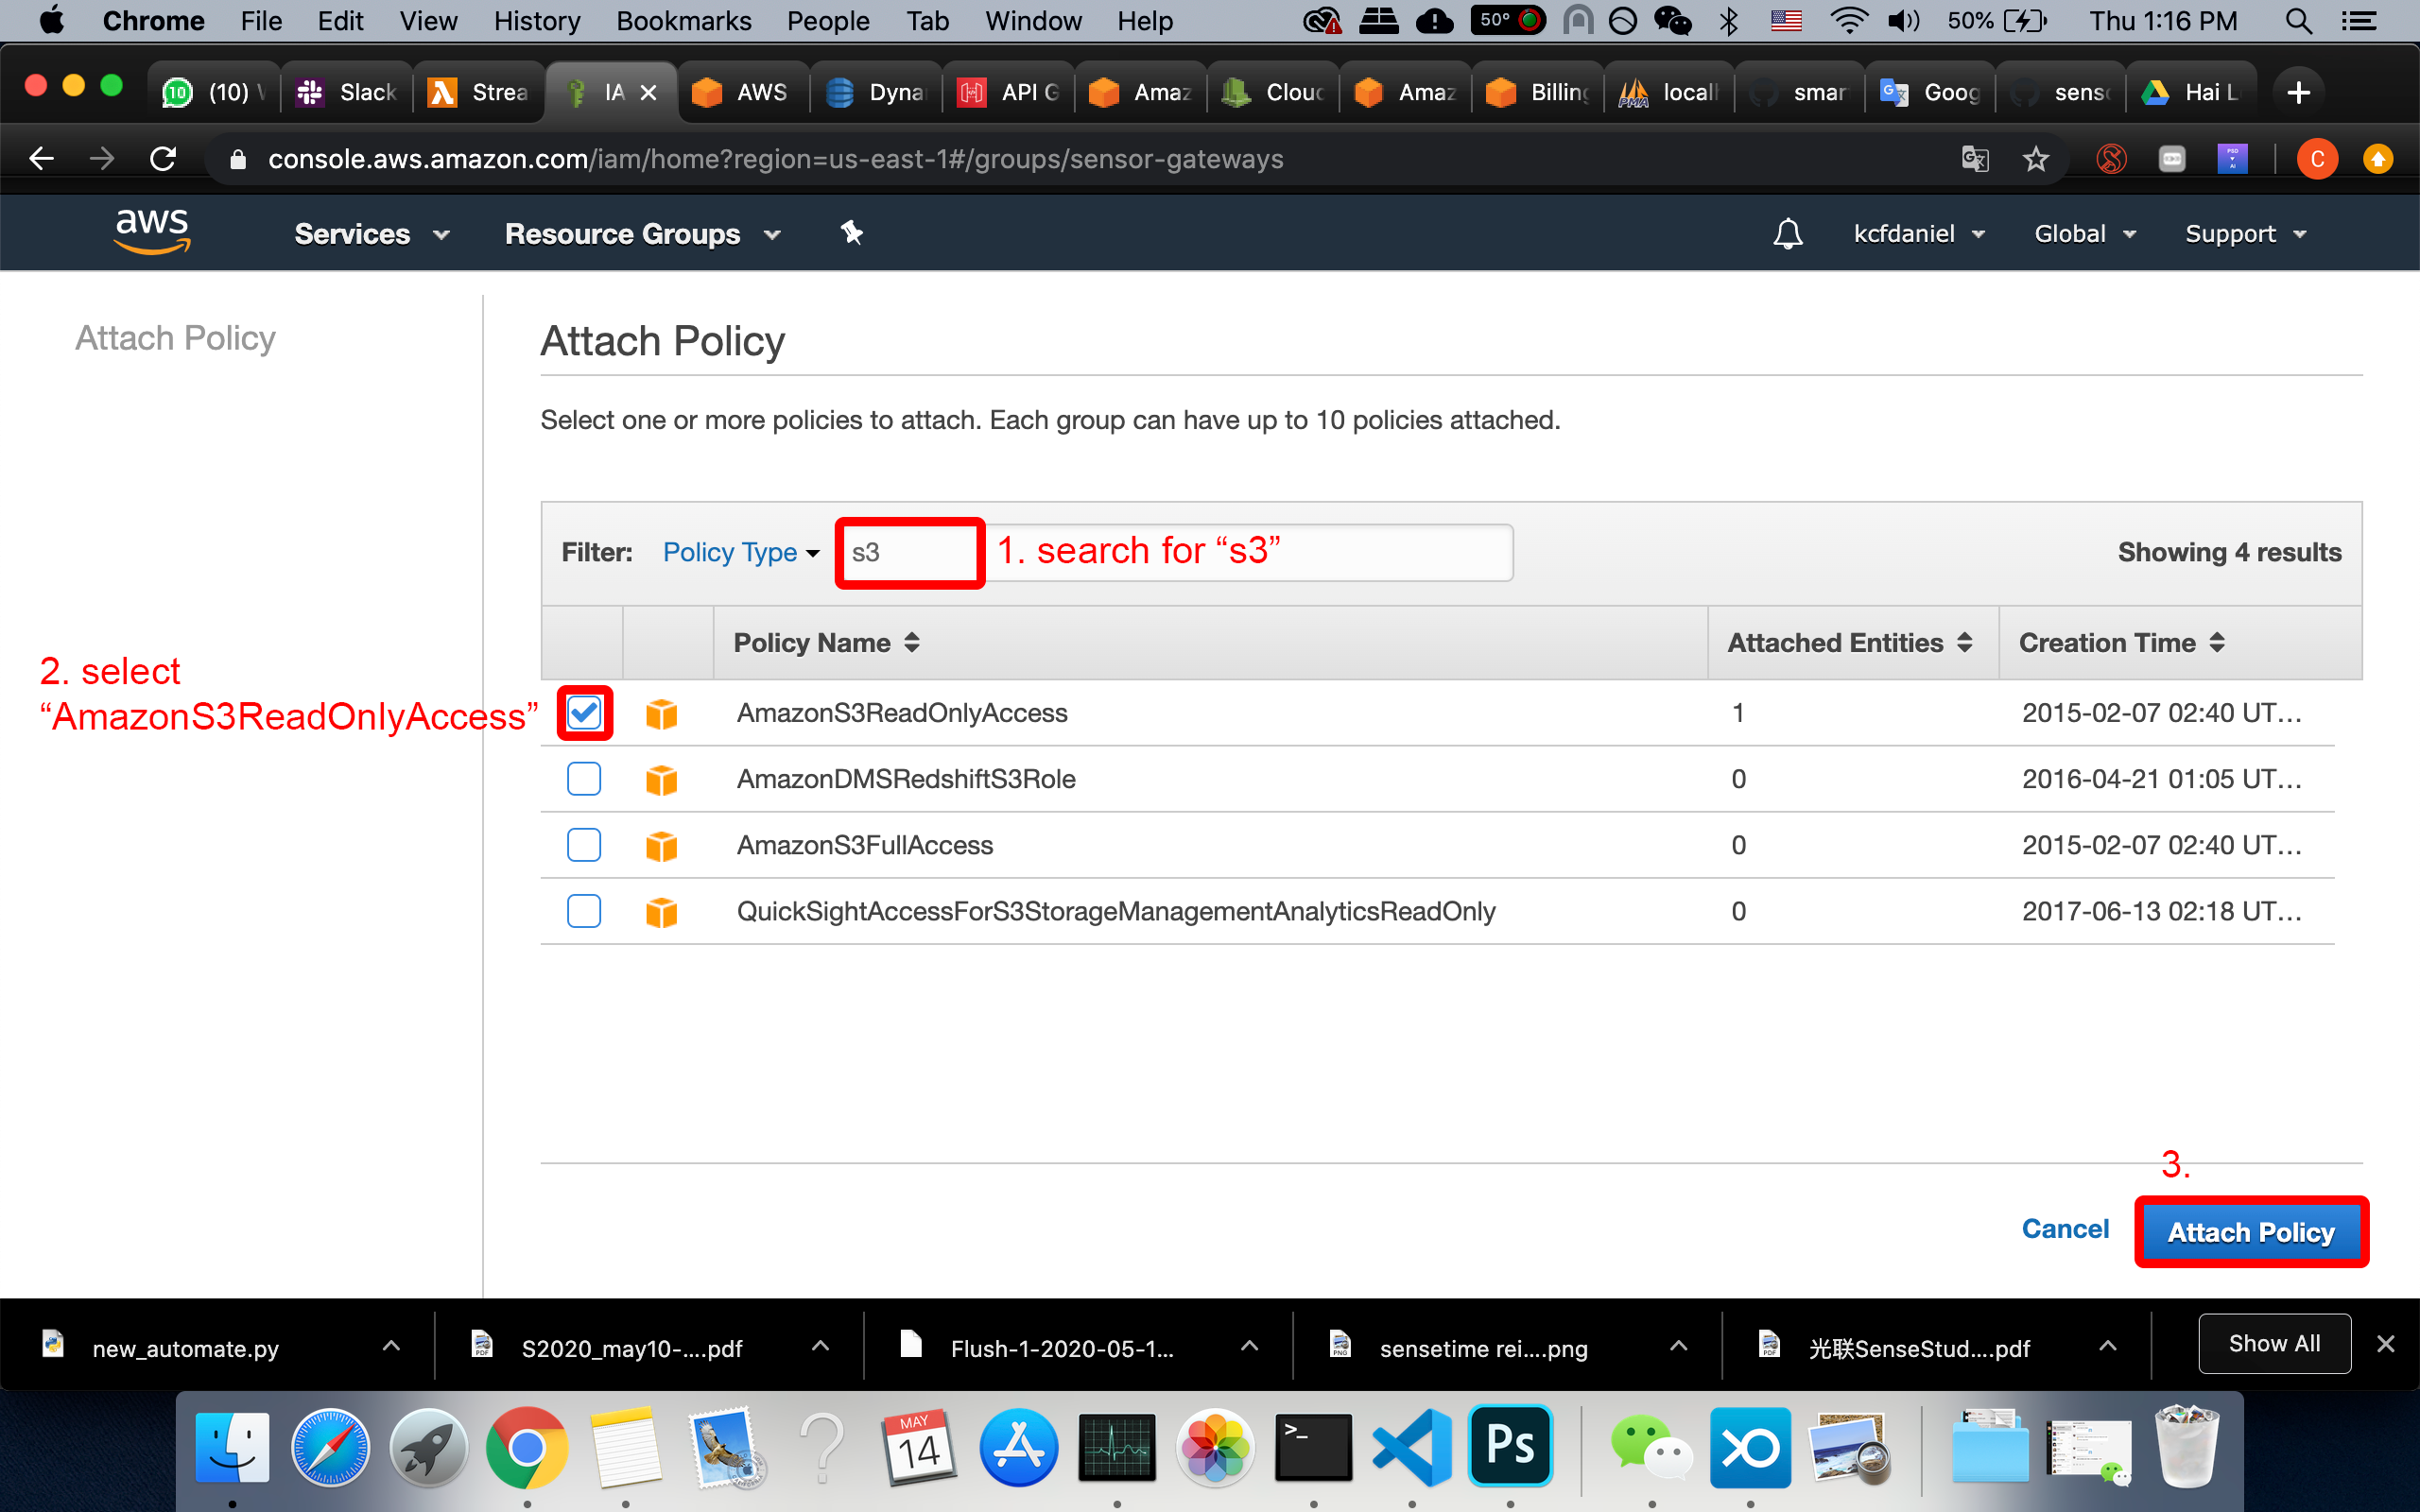 Chrome File Edit View History Bookmarks People Tab Window Help 50° 50% Thu 1:16 PM
10 (10) Slack Strea IA AWS Dyna API G Amaz Clouc Amaz Billing PMA locall smar Goog sens Hai L
console.aws.amazon.com/iam/home?region=us-east-1#/groups/sensor-gateways C
aws Services Resource Groups kcfdaniel Global Support
Attach Policy
Attach Policy
Select one or more policies to attach. Each group can have up to 10 policies attached.
Filter: Policy Type s3 1. search for “s3” Showing 4 results
Policy Name Attached Entities Creation Time
2. select
“AmazonS3ReadOnlyAccess”
AmazonS3ReadOnlyAccess 1 2015-02-07 02:40 UT…
AmazonDMSRedshiftS3Role 0 2016-04-21 01:05 UT…
AmazonS3FullAccess 0 2015-02-07 02:40 UT…
QuickSightAccessForS3StorageManagementAnalyticsReadOnly 0 2017-06-13 02:18 UT…
3.
Cancel Attach Policy
new_automate.py S2020_may10-....pdf Flush-1-2020-05-1... sensetime rei....png 光联SenseStud....pdf Show All
MAY
14
>_
Ps